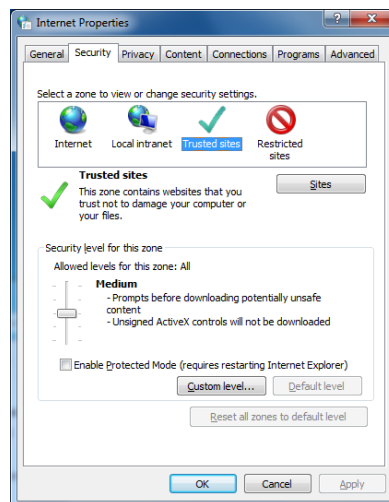 Internet Properties
General Security Privacy Content Connections Programs Advanced
Select a zone to view or change security settings.
Internet Local intranet Trusted sites Restricted sites
Trusted sites
Sites
This zone contains websites that you
trust not to damage your computer or
your files.
Security level for this zone
Allowed levels for this zone: All
Medium
- Prompts before downloading potentially unsafe
content
- Unsigned ActiveX controls will not be downloaded
Enable Protected Mode (requires restarting Internet Explorer)
Custom level... Default level
Reset all zones to default level
OK Cancel Apply